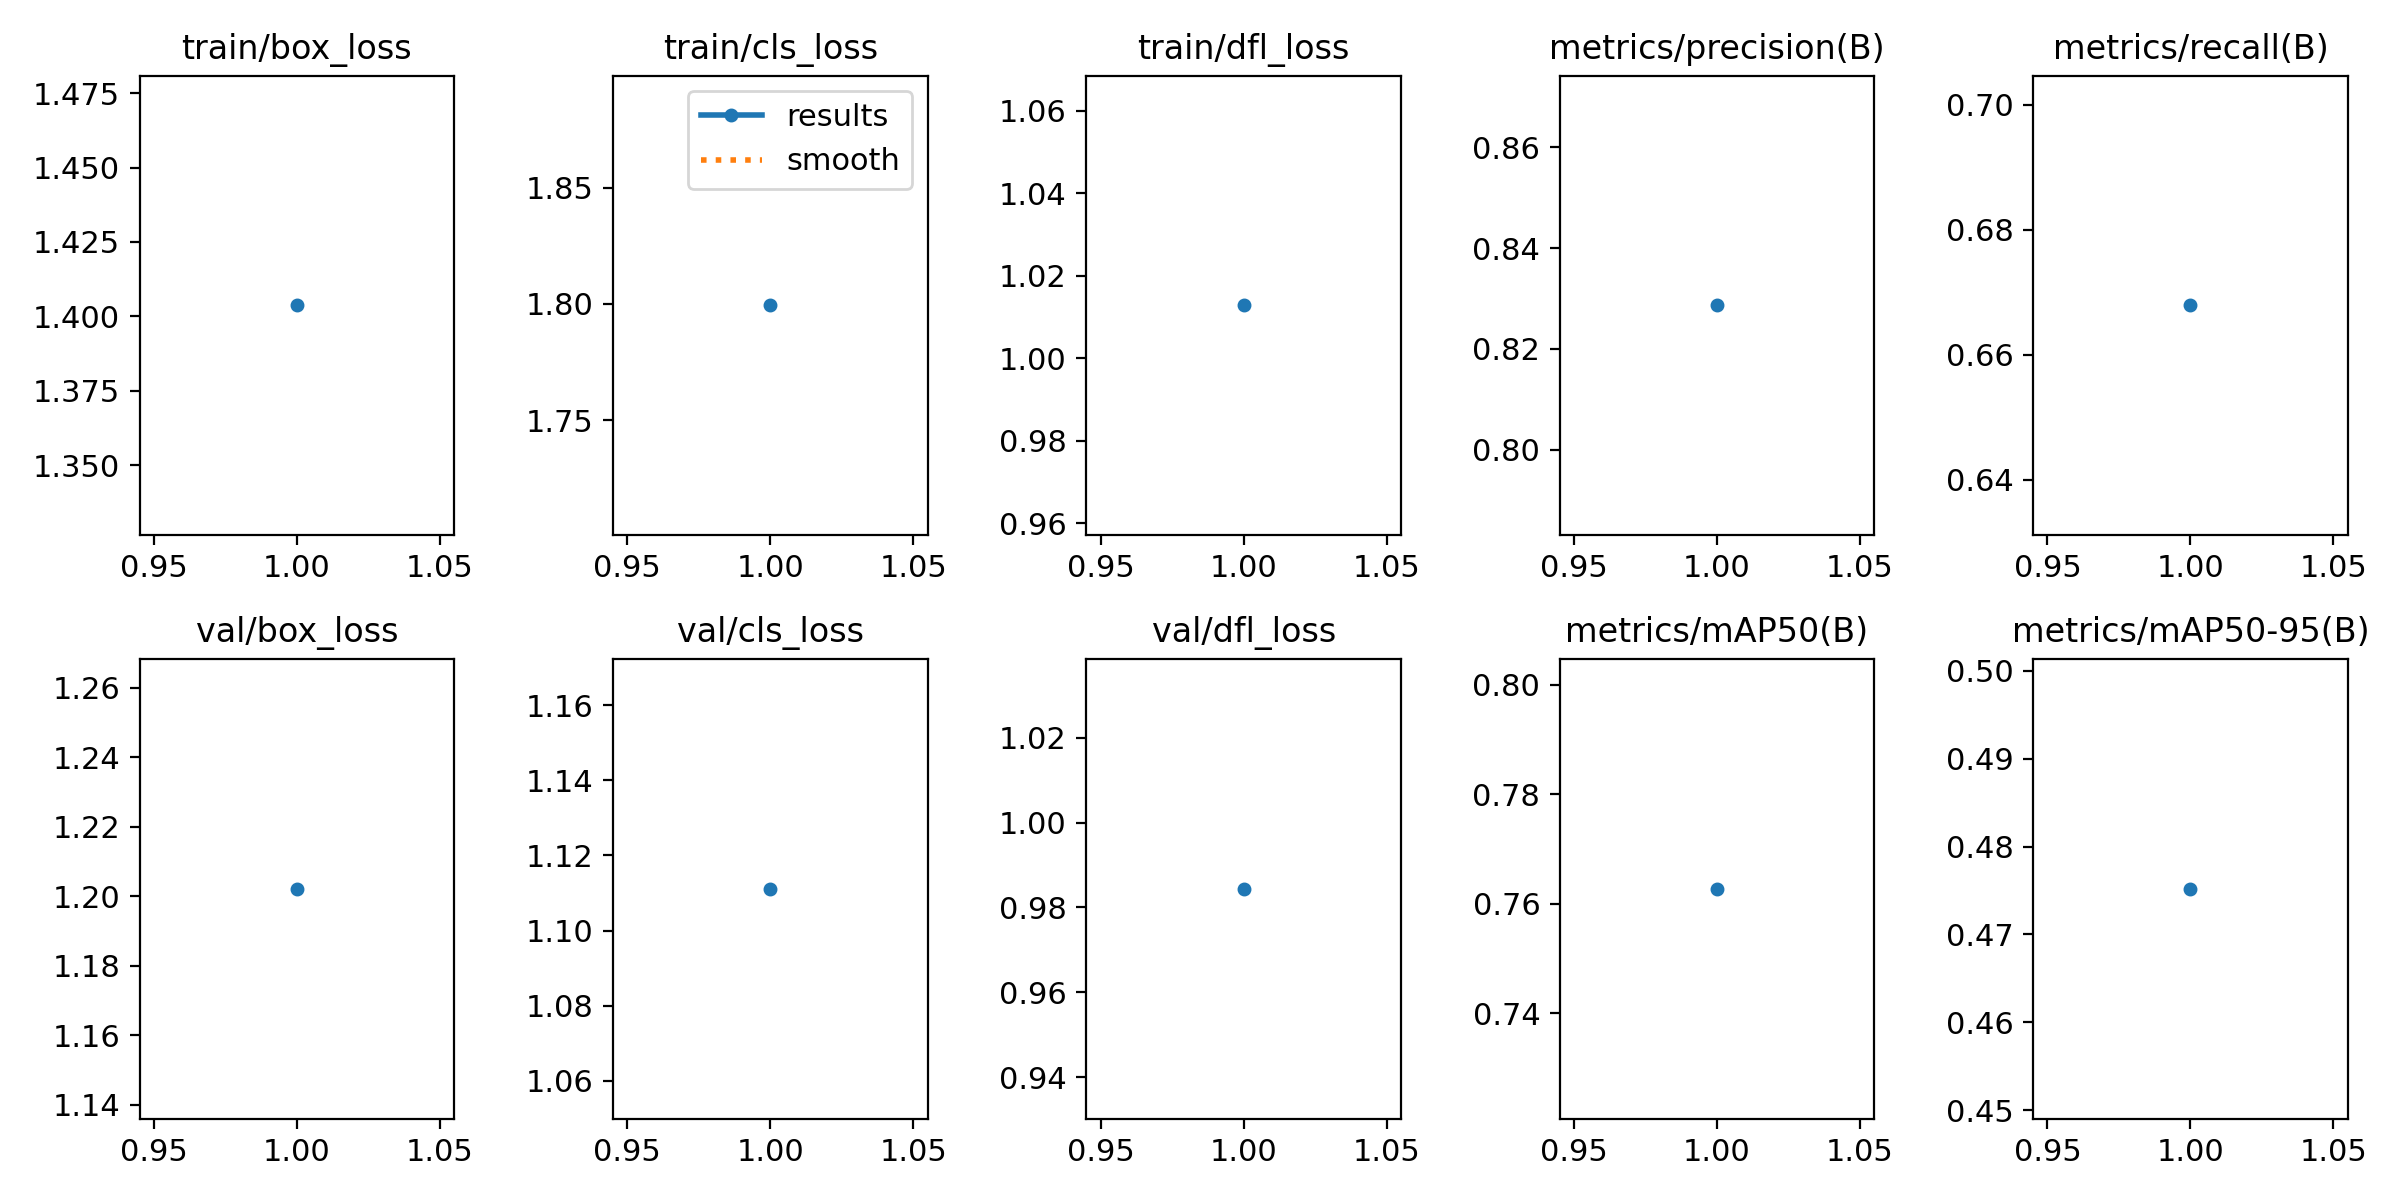 train/box_loss
1.475
1.450
1.425
1.400
1.375
1.350
0.95 1.00 1.05
train/cls_loss
results
smooth
1.85
1.80
1.75
0.95 1.00 1.05
train/dfl_loss
1.06
1.04
1.02
1.00
0.98
0.96
0.95 1.00 1.05
metrics/precision(B)
0.86
0.84
0.82
0.80
0.95 1.00 1.05
metrics/recall(B)
0.70
0.68
0.66
0.64
0.95 1.00 1.05
val/box_loss
1.26
1.24
1.22
1.20
1.18
1.16
1.14
0.95 1.00 1.05
val/cls_loss
1.16
1.14
1.12
1.10
1.08
1.06
0.95 1.00 1.05
val/dfl_loss
1.02
1.00
0.98
0.96
0.94
0.95 1.00 1.05
metrics/mAP50(B)
0.80
0.78
0.76
0.74
0.95 1.00 1.05
metrics/mAP50-95(B)
0.50
0.49
0.48
0.47
0.46
0.45
0.95 1.00 1.05